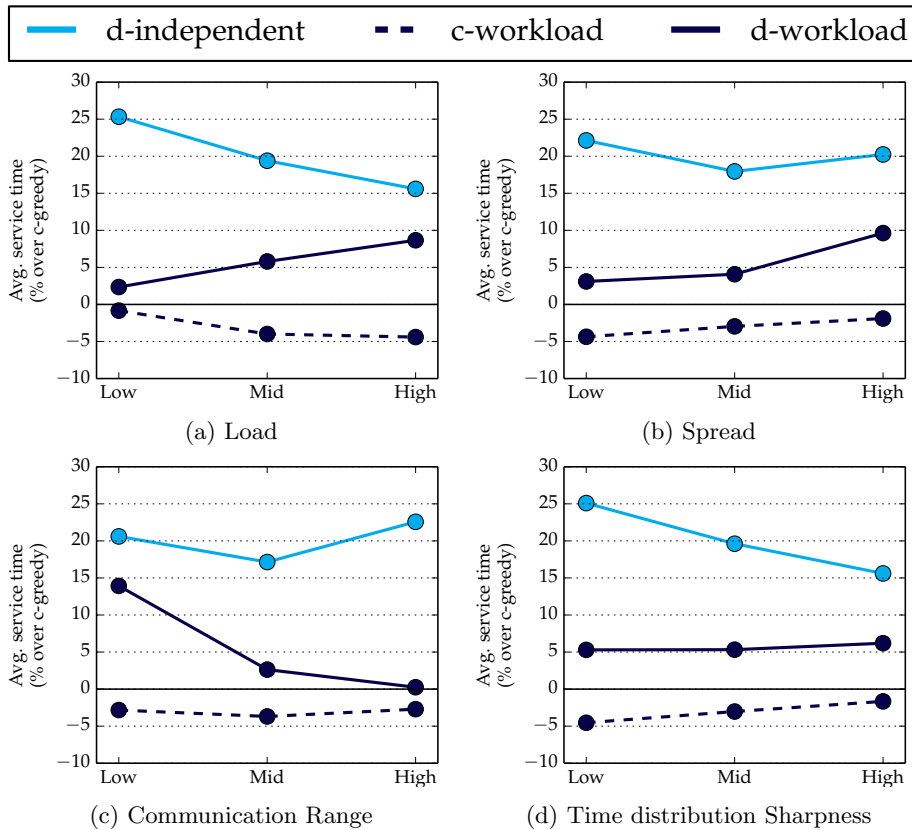 d-independent c-workload d-workload
30
25
20
15
10
5
0
−5
−10
Avg. service time
(% over c-greedy)
Low Mid High
(a) Load
30
25
20
15
10
5
0
−5
−10
Avg. service time
(% over c-greedy)
Low Mid High
(b) Spread
30
25
20
15
10
5
0
−5
−10
Avg. service time
(% over c-greedy)
Low Mid High
(c) Communication Range
30
25
20
15
10
5
0
−5
−10
Avg. service time
(% over c-greedy)
Low Mid High
(d) Time distribution Sharpness